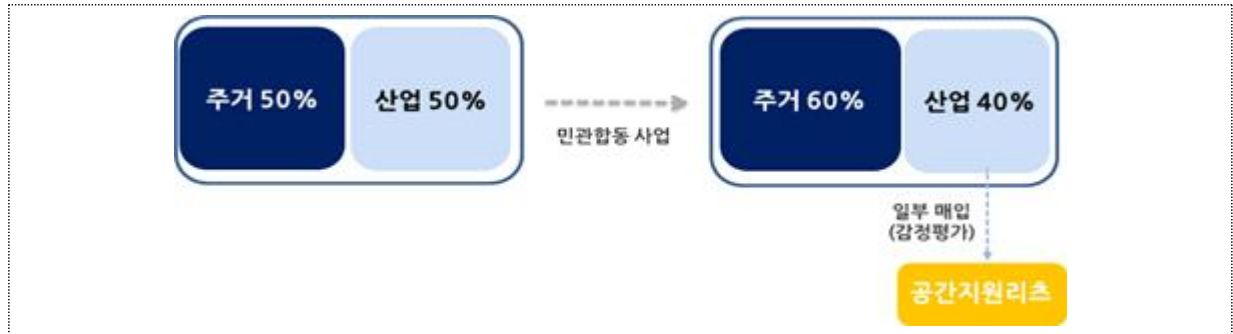 주거 50%
산업 50%
민관합동 사업
주거 60%
산업 40%
일부 매입
(감정평가)
공간지원리츠